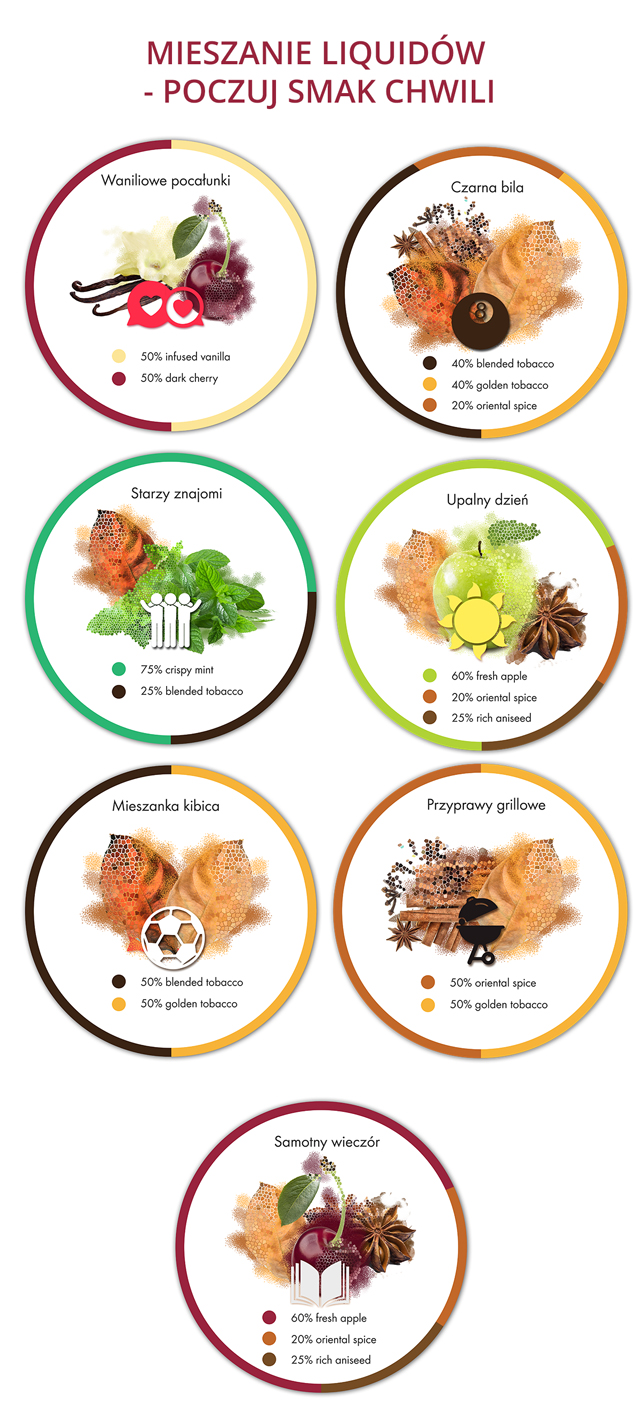 MIESZANIE LIQUIDÓW
- POCZUJ SMAK CHWILI
Waniliowe pocałunki
50% infused vanilla
50% dark cherry
Czarna bila
8
40% blended tobacco
40% golden tobacco
20% oriental spice
Starzy znajomi
75% crispy mint
25% blended tobacco
Upalny dzień
60% fresh apple
20% oriental spice
25% rich aniseed
Mieszanka kibica
50% blended tobacco
50% golden tobacco
Przyprawy grillowe
50% oriental spice
50% golden tobacco
Samotny wieczór
60% fresh apple
20% oriental spice
25% rich aniseed